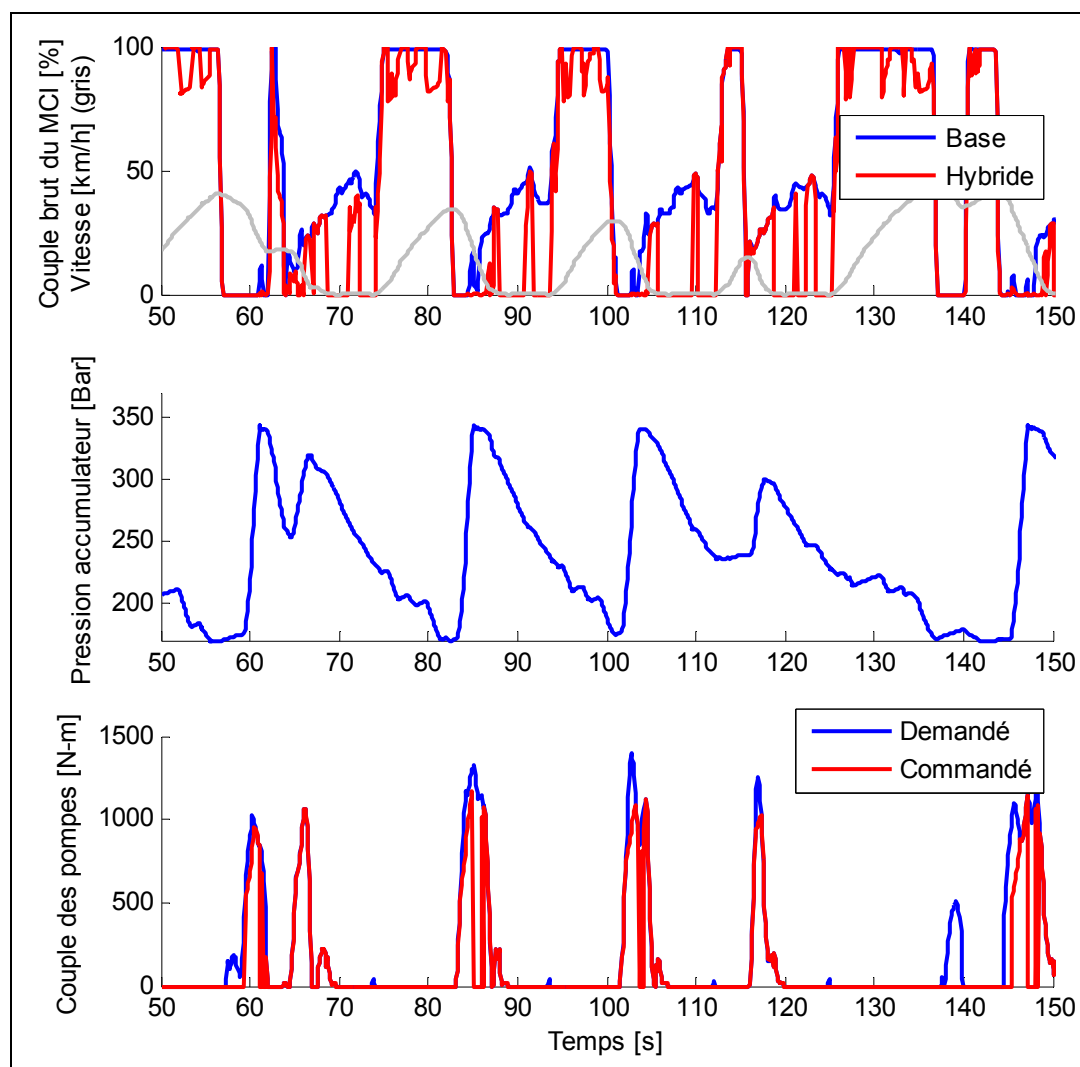 Couple brut du MCI [%]
Vitesse [km/h] (gris)
100
50
0
50 60 70 80 90 100 110 120 130 140 150
Base
Hybride
Pression accumulateur [Bar]
350
300
250
200
50 60 70 80 90 100 110 120 130 140 150
Couple des pompes [N-m]
1500
1000
500
0
50 60 70 80 90 100 110 120 130 140 150
Demandé
Commandé
Temps [s]